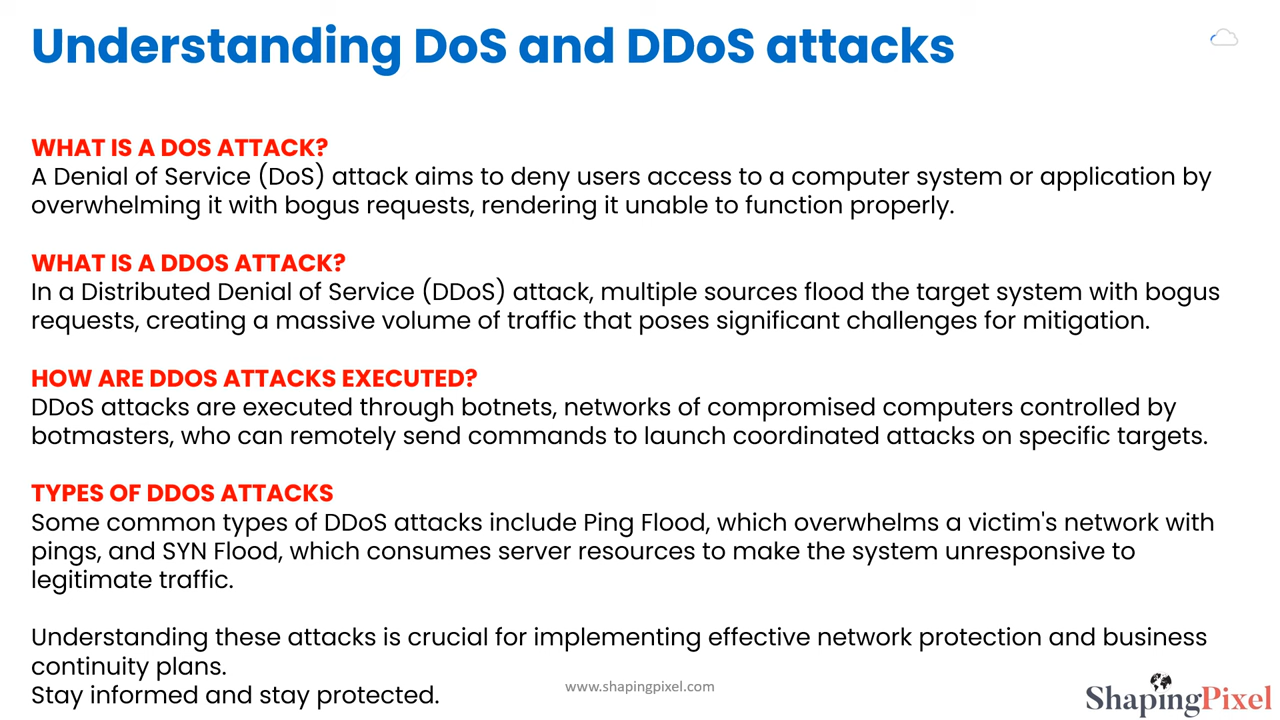 Understanding DoS and DDoS attacks
WHAT IS A DOS ATTACK?
A Denial of Service (DoS) attack aims to deny users access to a computer system or application by
overwhelming it with bogus requests, rendering it unable to function properly.
WHAT IS A DDOS ATTACK?
In a Distributed Denial of Service (DDoS) attack, multiple sources flood the target system with bogus
requests, creating a massive volume of traffic that poses significant challenges for mitigation.
HOW ARE DDOS ATTACKS EXECUTED?
DDoS attacks are executed through botnets, networks of compromised computers controlled by
botmasters, who can remotely send commands to launch coordinated attacks on specific targets.
TYPES OF DDOS ATTACKS
Some common types of DDoS attacks include Ping Flood, which overwhelms a victim's network with
pings, and SYN Flood, which consumes server resources to make the system unresponsive to
legitimate traffic.
Understanding these attacks is crucial for implementing effective network protection and business
continuity plans.
Stay informed and stay protected.
www.shapingpixel.com
ShapingPixel